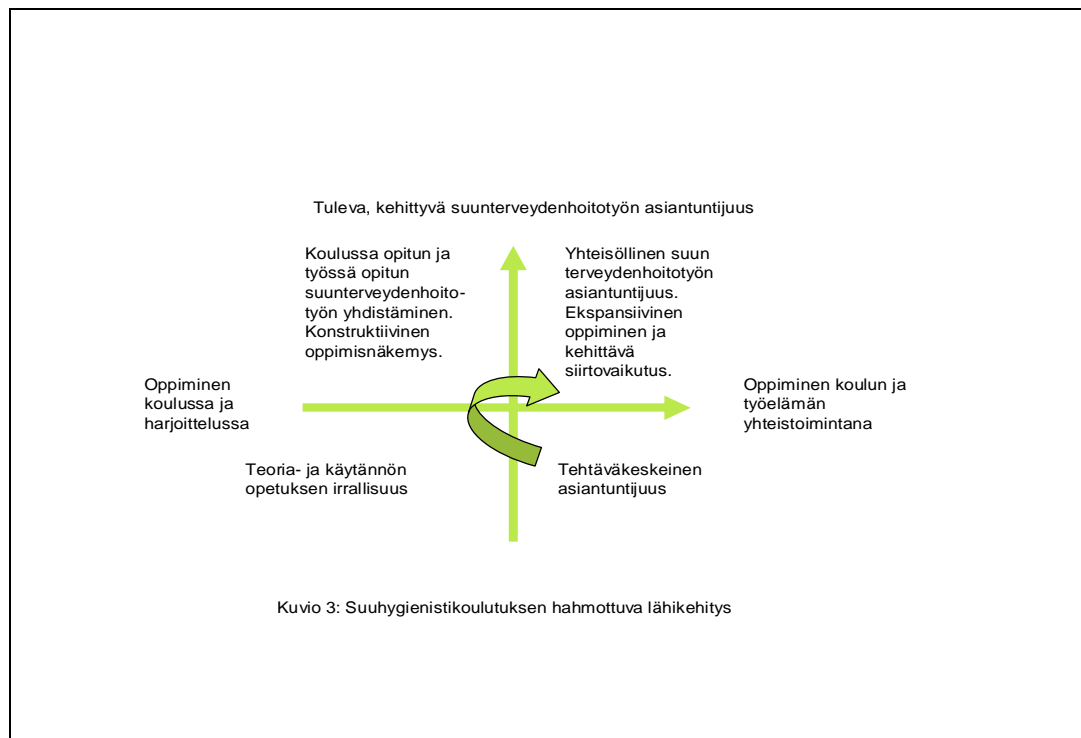 Tuleva, kehittyvä suunterveydenhoitotyön asiantuntijuus
Koulussa opitun ja
työssä opitun
suunterveydenhoito-
työn yhdistäminen.
Konstruktiivinen
oppimisnäkemys.
Yhteisöllinen suun
terveydenhoitotyön
asiantuntijuus.
Ekspansiivinen
oppiminen ja
kehittävä
siirtovaikutus.
Oppiminen
koulussa ja
harjoittelussa
Oppiminen koulun ja
työelämän
yhteistoimintana
Teoria- ja käytännön
opetuksen irrallisuus
Tehtäväkeskeinen
asiantuntijuus
Kuvio 3: Suuhygienistikoulutuksen hahmottuva lähikehitys